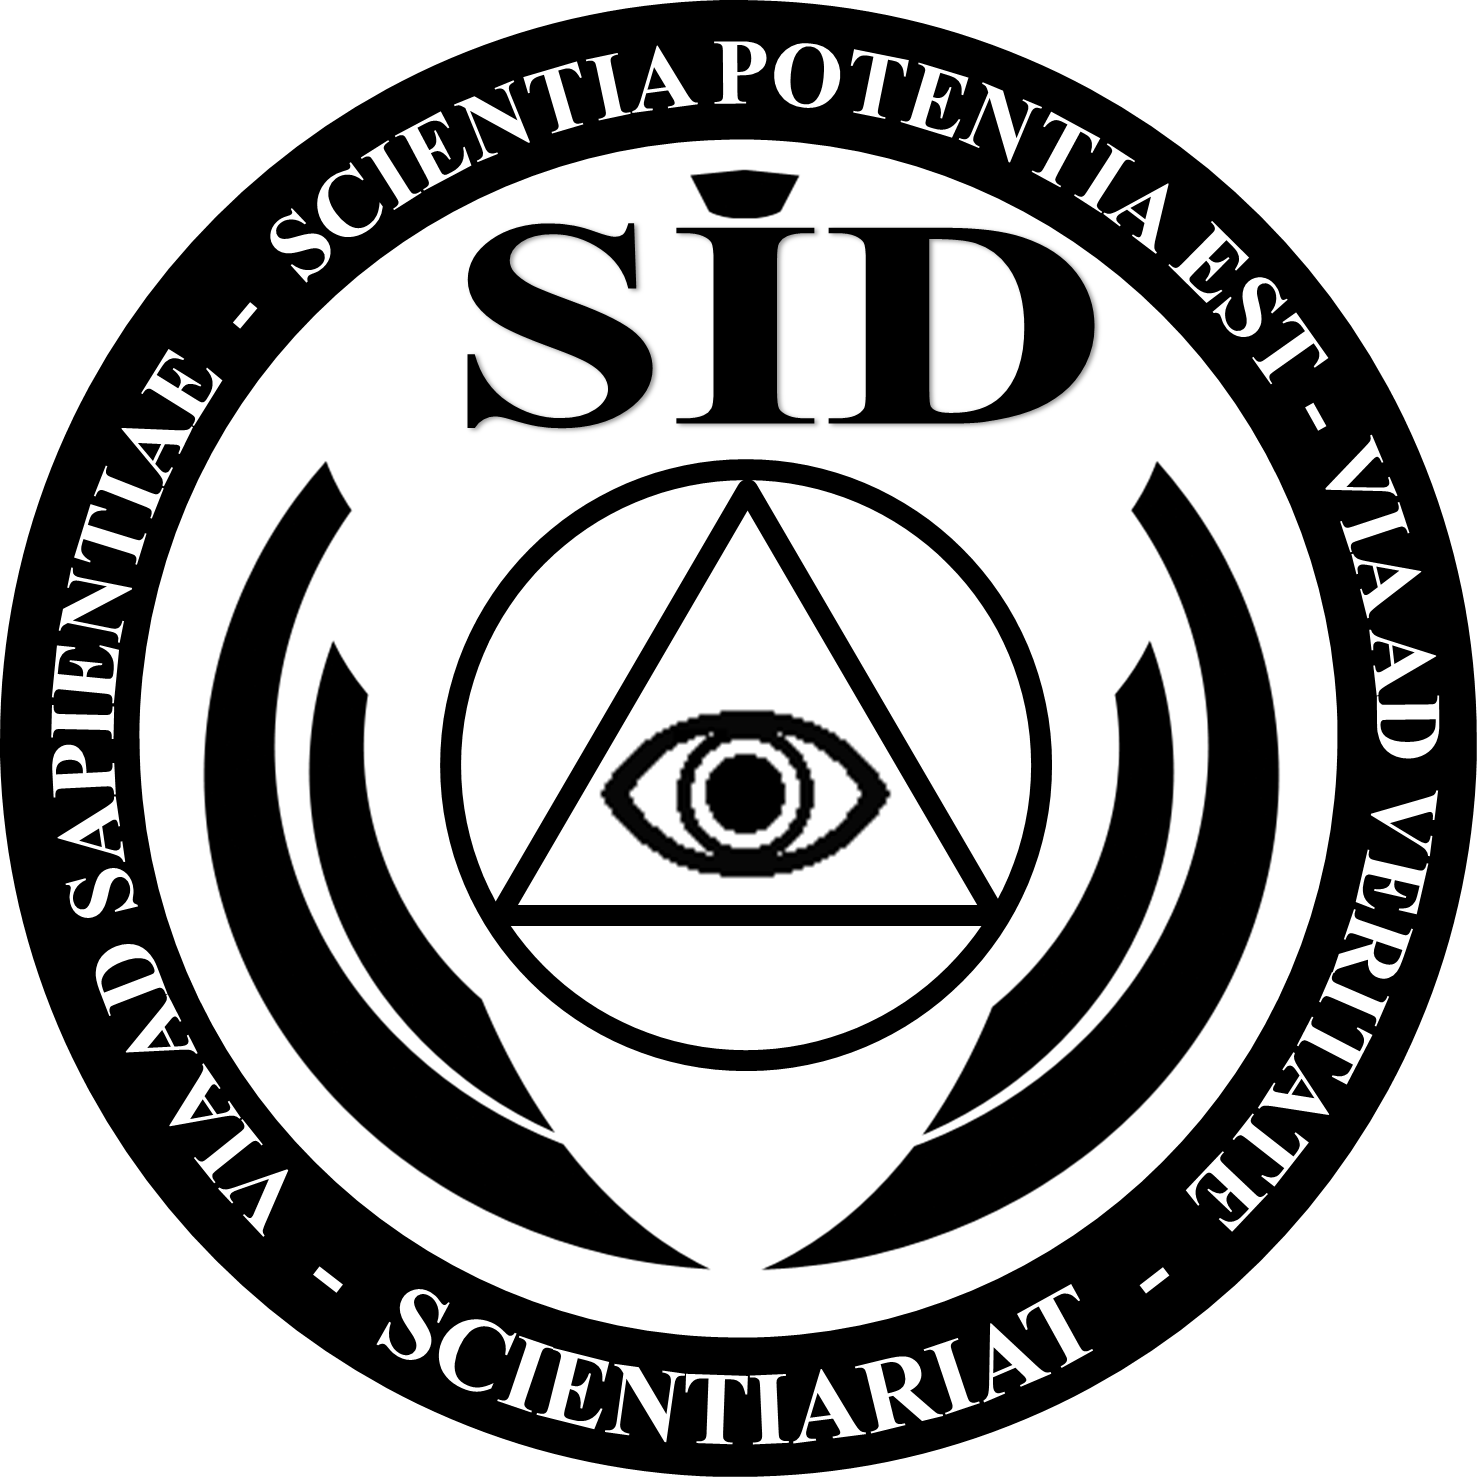 SCIENTIA POTENTIA EST - VIA AD VERITATE - SCIENTIARIAT - VIA AD SAPIENTIAE -
SID